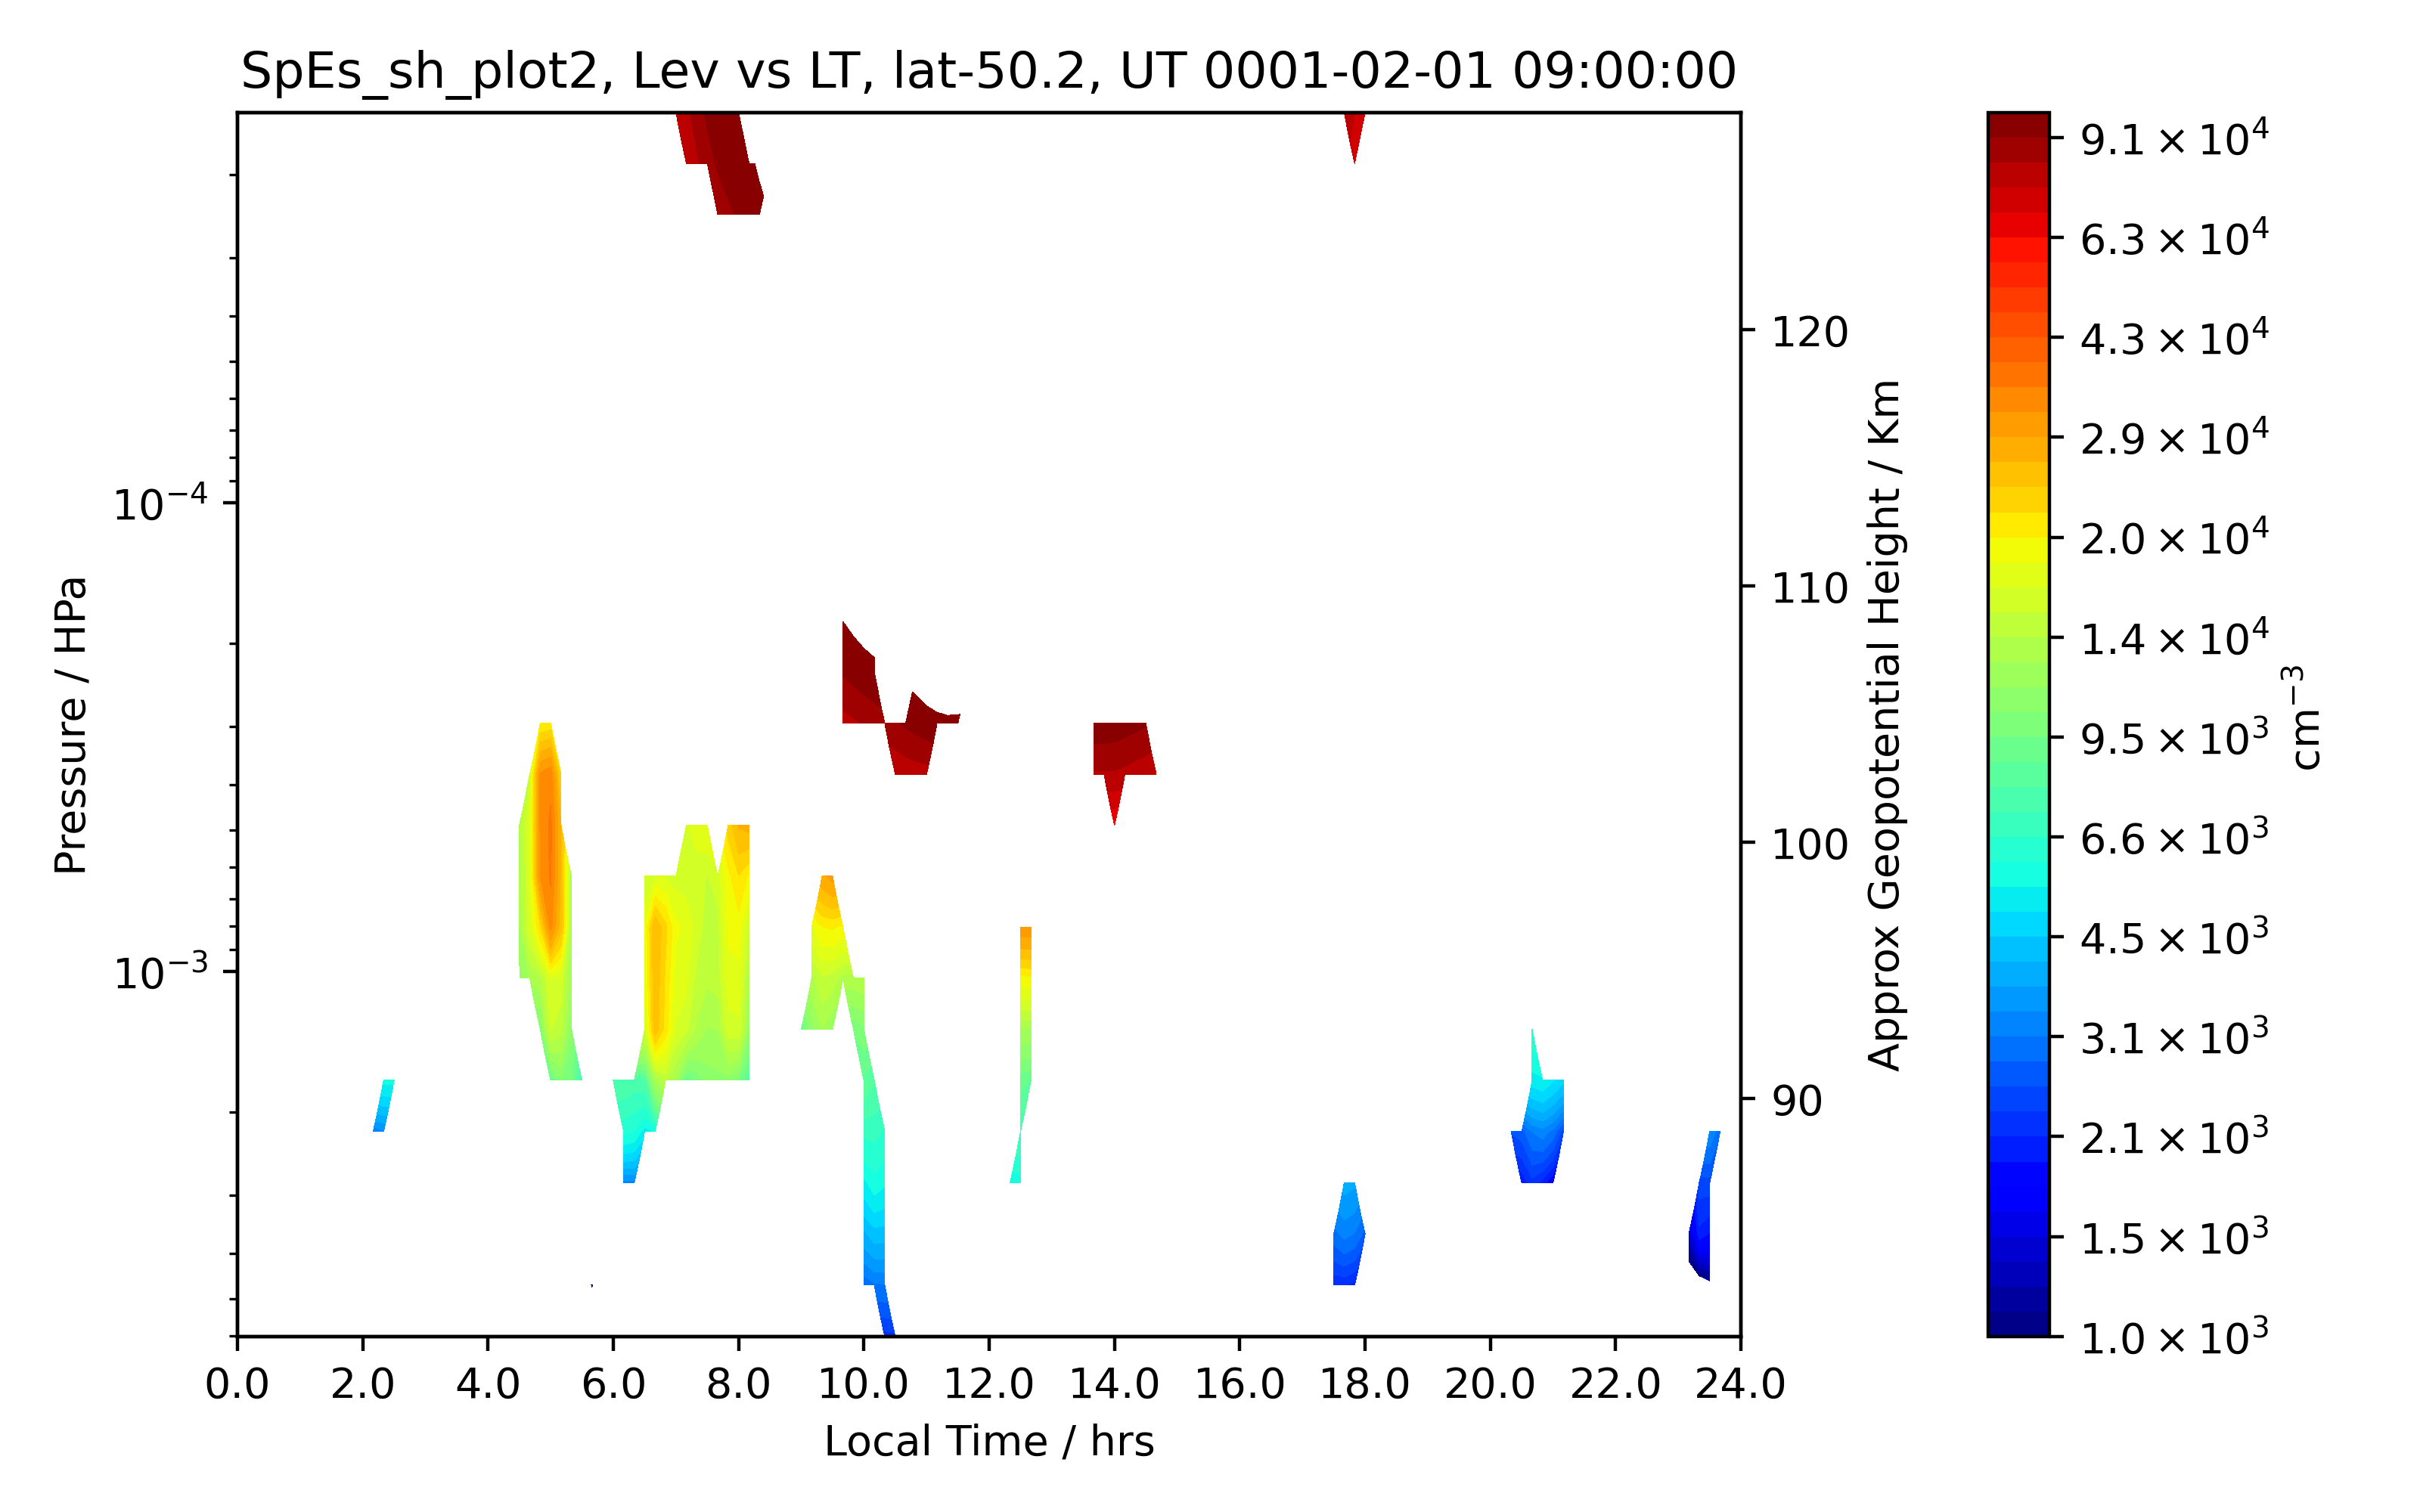 SpEs_sh_plot2, Lev vs LT, lat-50.2, UT 0001-02-01 09:00:00
Pressure / HPa
10⁻⁴
10⁻³
0.0 2.0 4.0 6.0 8.0 10.0 12.0 14.0 16.0 18.0 20.0 22.0 24.0
Local Time / hrs
120
110
100
90
Approx Geopotential Height / Km
9.1 × 10⁴
6.3 × 10⁴
4.3 × 10⁴
2.9 × 10⁴
2.0 × 10⁴
1.4 × 10⁴
9.5 × 10³
6.6 × 10³
4.5 × 10³
3.1 × 10³
2.1 × 10³
1.5 × 10³
1.0 × 10³
cm⁻³